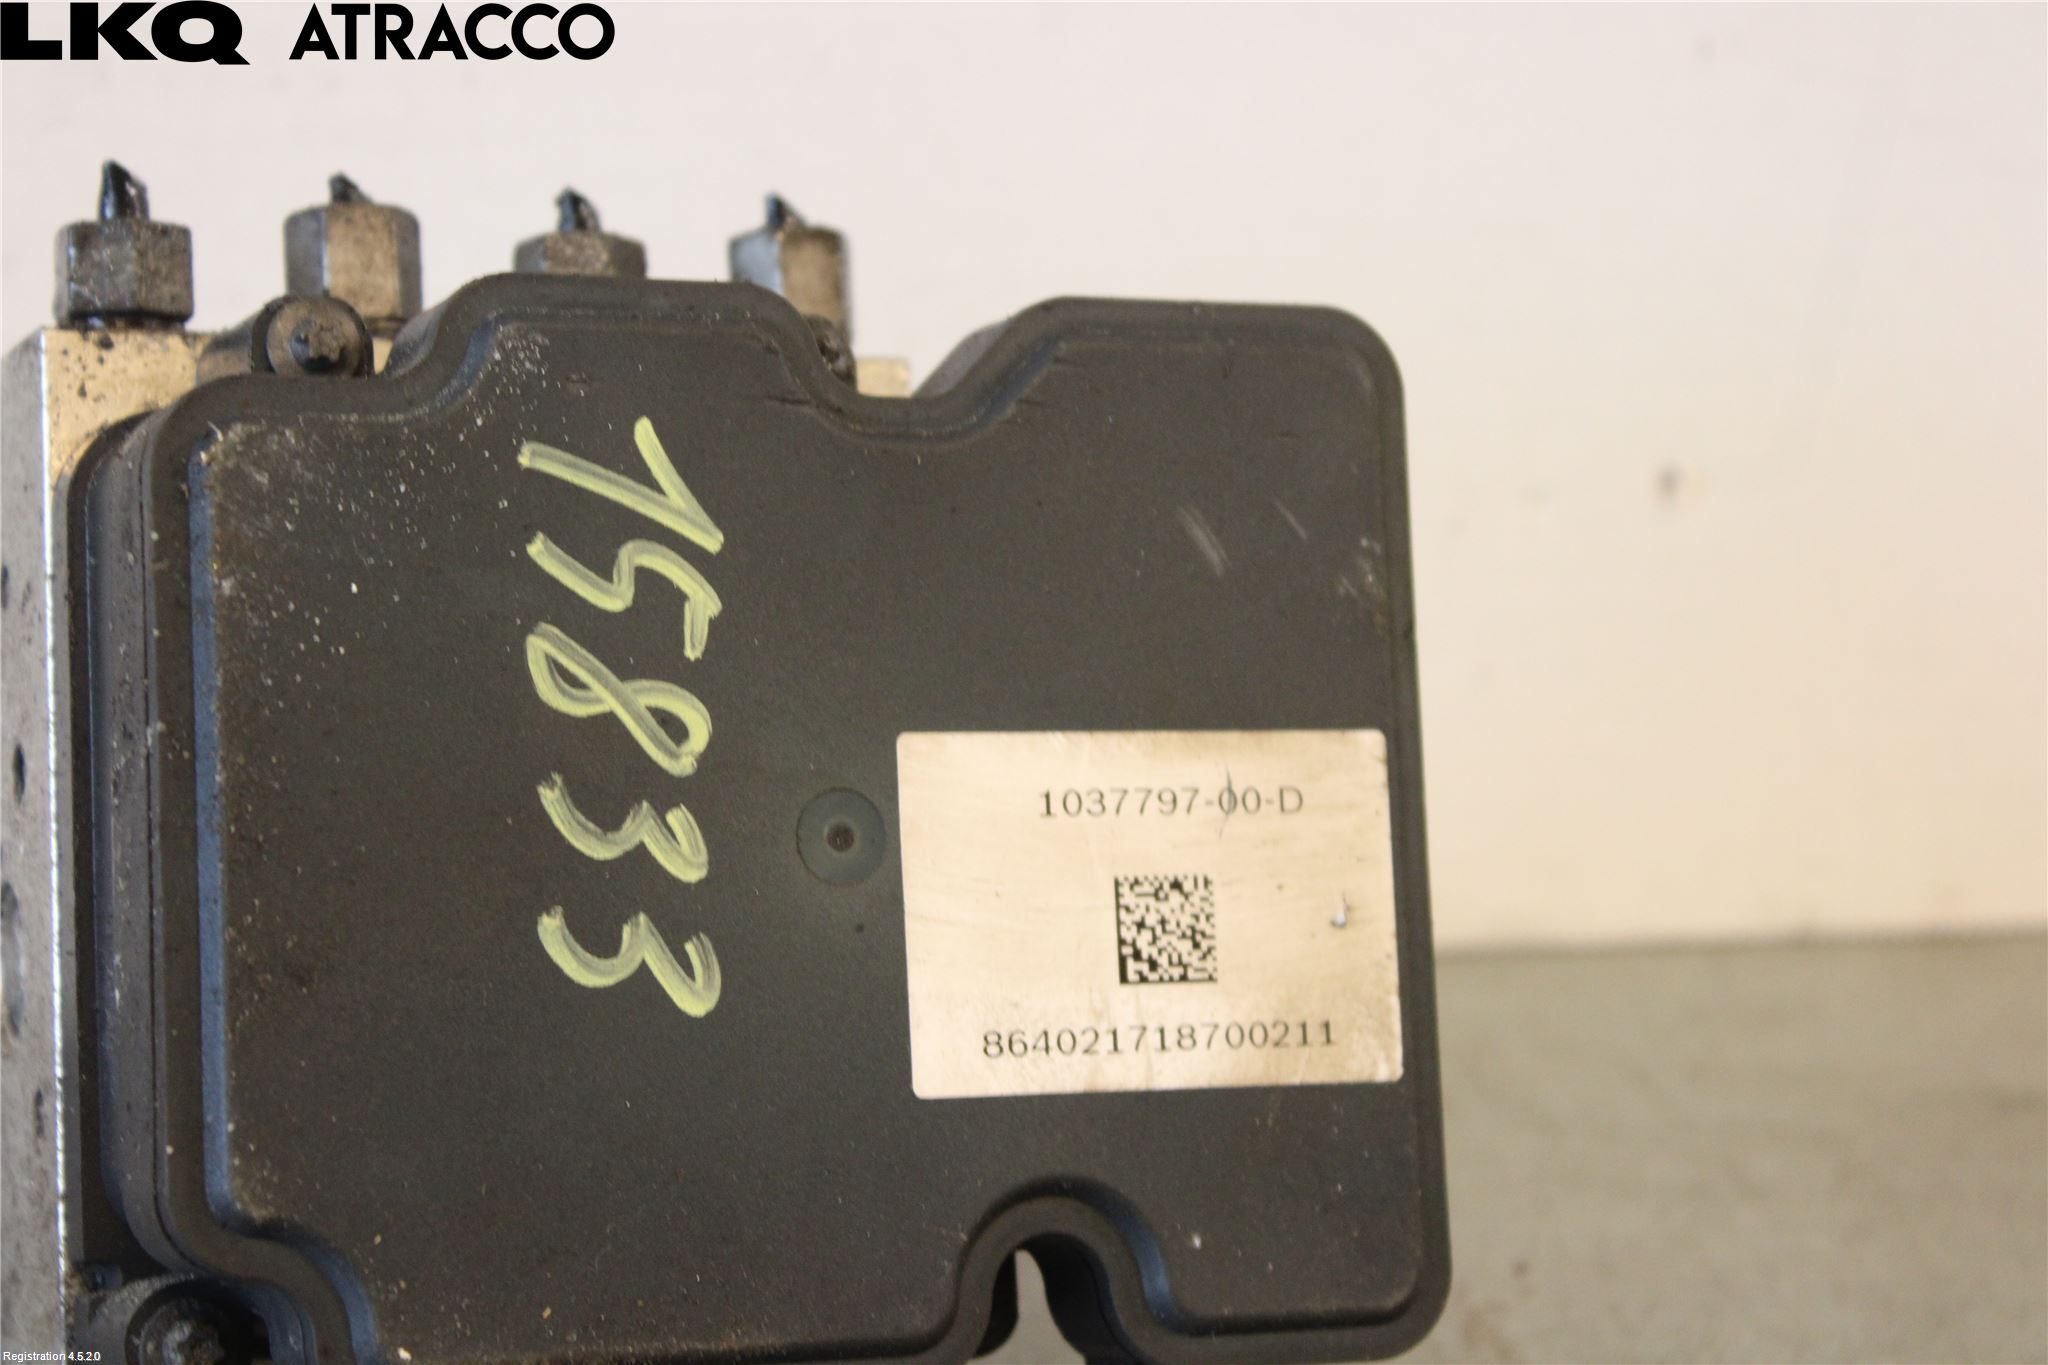 LKQ ATRACCO
15833
1037797-00-D
864021718700211
Registration 4.5.2.0